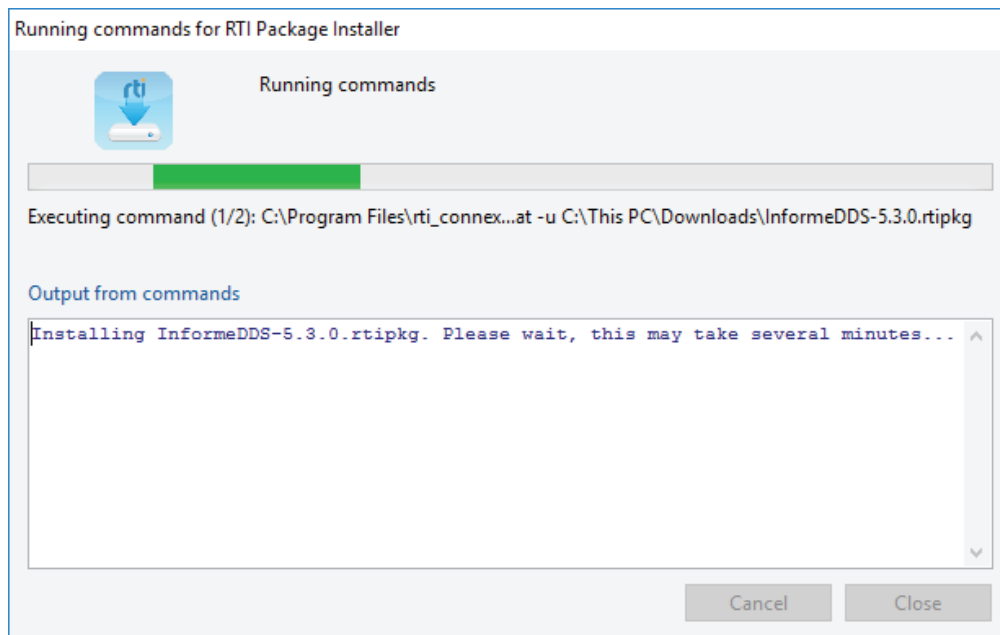 Running commands for RTI Package Installer
rti
Running commands
Executing command (1/2): C:\Program Files\rti_connex...at -u C:\This PC\Downloads\InformeDDS-5.3.0.rtipkg
Output from commands
Installing InformeDDS-5.3.0.rtipkg. Please wait, this may take several minutes...
Cancel
Close